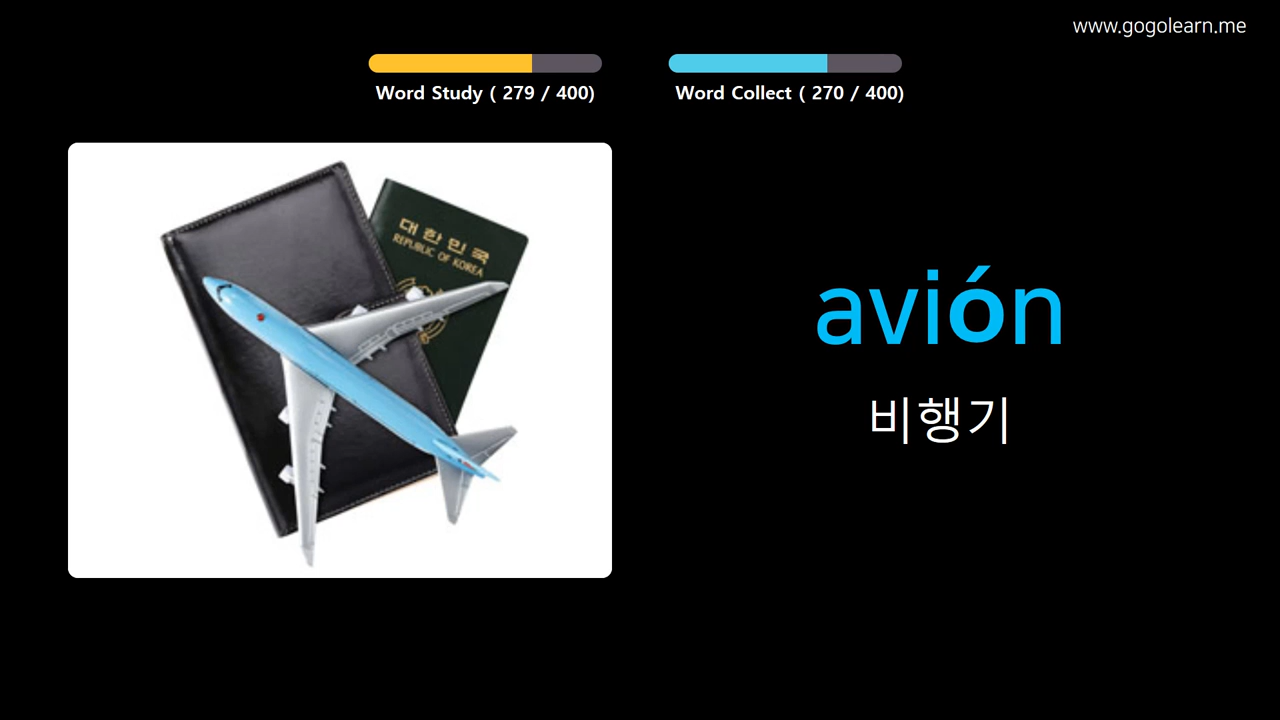 www.gogolearn.me
Word Study ( 279 / 400)
Word Collect ( 270 / 400)
대한민국
REPUBLIC OF KOREA
avión
비행기